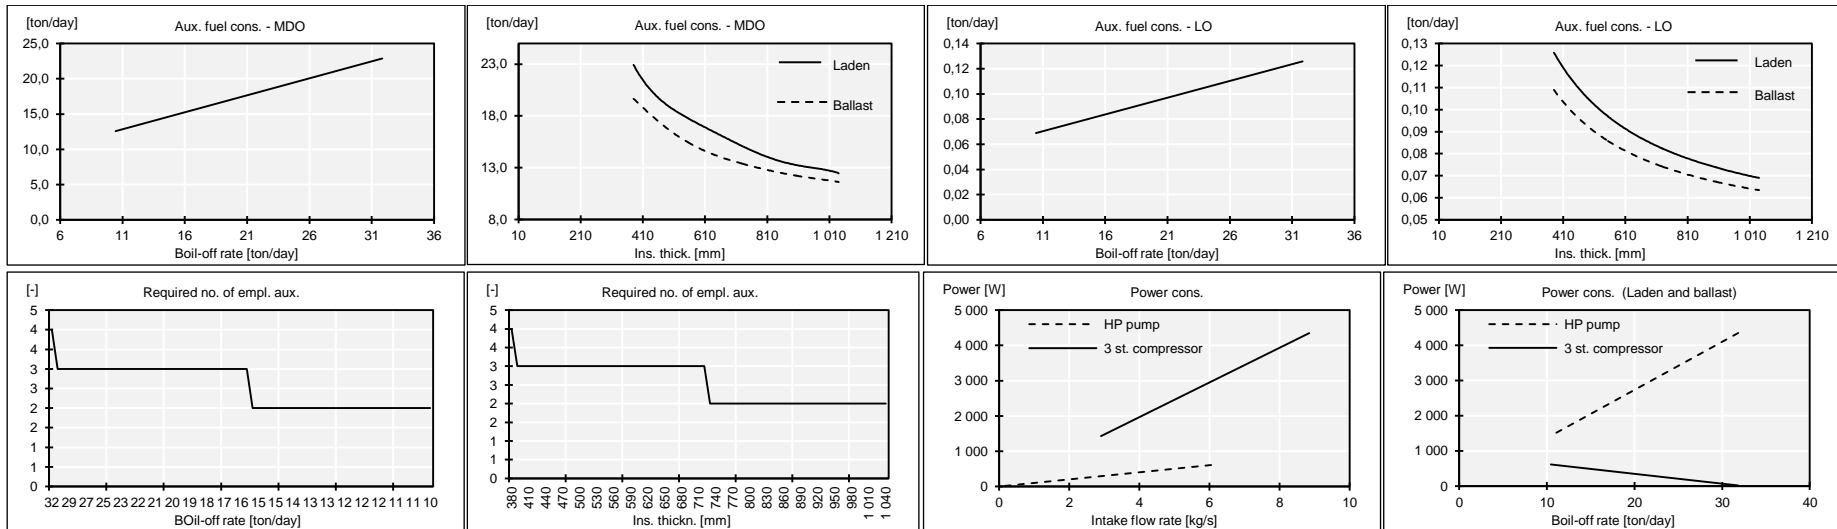 [ton/day]
Aux. fuel cons. - MDO
25,0
20,0
15,0
10,0
5,0
0,0
6 11 16 21 26 31 36
Boil-off rate [ton/day]
[ton/day]
Aux. fuel cons. - MDO
23,0
18,0
13,0
8,0
Laden
Ballast
10 210 410 610 810 1 010 1 210
Ins. thick. [mm]
[ton/day]
Aux. fuel cons. - LO
0,14
0,12
0,10
0,08
0,06
0,04
0,02
0,00
6 11 16 21 26 31 36
Boil-off rate [ton/day]
[ton/day]
Aux. fuel cons. - LO
0,13
0,12
0,11
0,10
0,09
0,08
0,07
0,06
0,05
Laden
Ballast
10 210 410 610 810 1 010 1 210
Ins. thick. [mm]
[-]
Required no. of empl. aux.
5
4
4
3
3
2
2
1
1
0
32 29 27 25 23 22 21 20 19 18 17 16 15 15 14 13 13 12 12 11 11 10
BOil-off rate [ton/day]
[-]
Required no. of empl. aux.
5
4
4
3
3
2
2
1
1
0
380 410 440 470 500 530 560 590 620 650 680 710 740 770 800 830 860 890 920 950 980 1 010 1 040
Ins. thickn. [mm]
Power [W]
Power cons.
5 000
4 000
3 000
2 000
1 000
0
HP pump
3 st. compressor
0 2 4 6 8 10
Intake flow rate [kg/s]
Power [W]
Power cons. (Laden and ballast)
5 000
4 000
3 000
2 000
1 000
0
HP pump
3 st. compressor
0 10 20 30 40
Boil-off rate [ton/day]